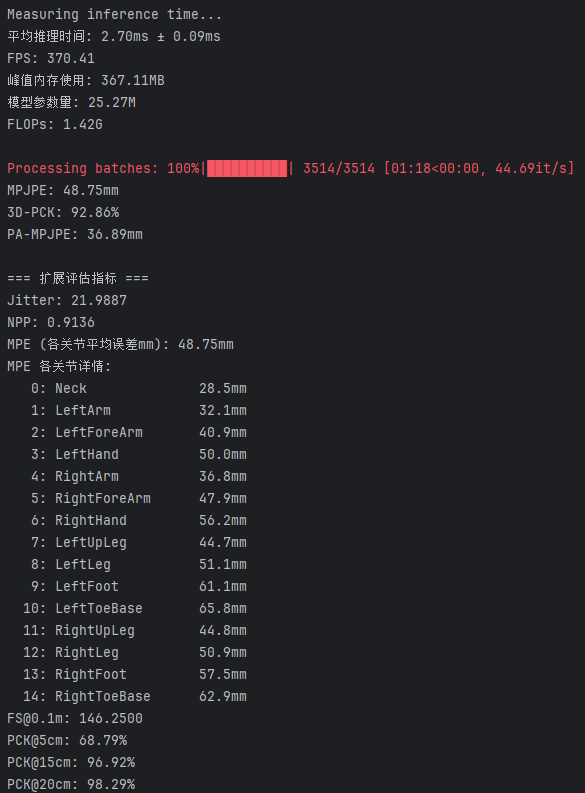 Measuring inference time...
平均推理时间: 2.70ms ± 0.09ms
FPS: 370.41
峰值内存使用: 367.11MB
模型参数量: 25.27M
FLOPs: 1.42G
Processing batches: 100%|██████████| 3514/3514 [01:18<00:00, 44.69it/s]
MPJPE: 48.75mm
3D-PCK: 92.86%
PA-MPJPE: 36.89mm
=== 扩展评估指标 ===
Jitter: 21.9887
NPP: 0.9136
MPE (各关节平均误差mm): 48.75mm
MPE 各关节详情:
0: Neck 28.5mm
1: LeftArm 32.1mm
2: LeftForeArm 40.9mm
3: LeftHand 50.0mm
4: RightArm 36.8mm
5: RightForeArm 47.9mm
6: RightHand 56.2mm
7: LeftUpLeg 44.7mm
8: LeftLeg 51.1mm
9: LeftFoot 61.1mm
10: LeftToeBase 65.8mm
11: RightUpLeg 44.8mm
12: RightLeg 50.9mm
13: RightFoot 57.5mm
14: RightToeBase 62.9mm
FS@0.1m: 146.2500
PCK@5cm: 68.79%
PCK@15cm: 96.92%
PCK@20cm: 98.29%